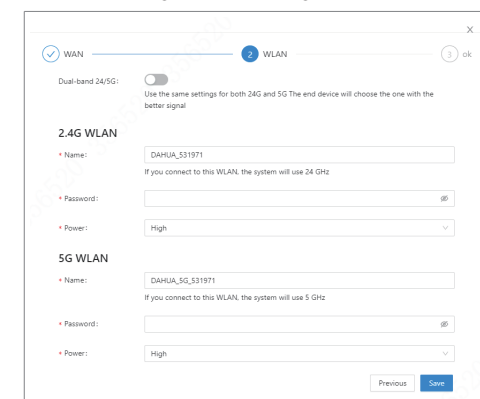 X
WAN 2 WLAN 3 ok
Dual-band 24/5G:
Use the same settings for both 24G and 5G The end device will choose the one with the
better signal
2.4G WLAN
* Name: DAHUA_531971
If you connect to this WLAN, the system will use 24 GHz
* Password:
* Power: High
5G WLAN
* Name: DAHUA_5G_531971
If you connect to this WLAN, the system will use 5 GHz
* Password:
* Power: High
Previous Save